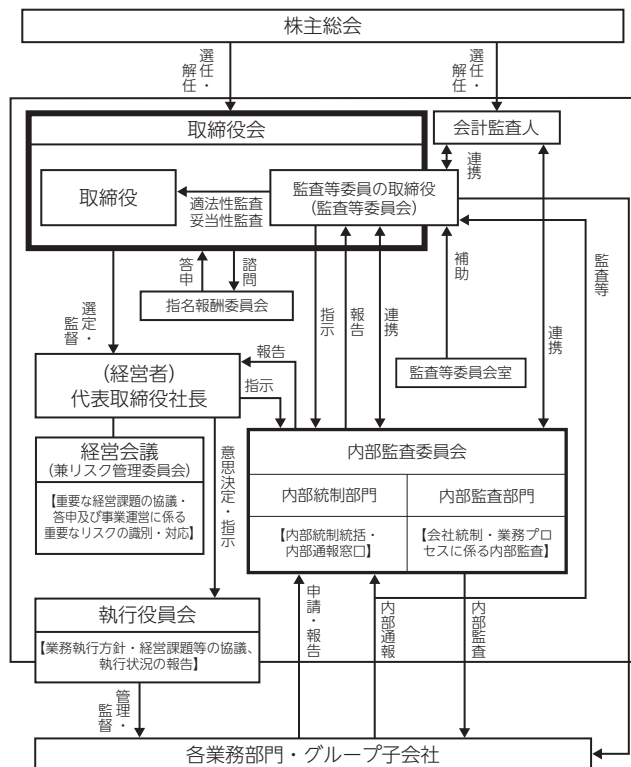 株主総会
選任・
解任
選任・
解任
取締役会
会計監査人
連携
取締役
適法性監査
妥当性監査
監査等委員の取締役
(監査等委員会)
答申
諮問
指名報酬委員会
選定・
監督
指示
報告
連携
補助
監査等委員会室
連携
監査等
(経営者)
代表取締役社長
報告
指示
経営会議
(兼リスク管理委員会)
【重要な経営課題の協議・
答申及び事業運営に係る
重要なリスクの識別・対応】
意思決定・指示
内部監査委員会
内部統制部門
内部監査部門
【内部統制統括・
内部通報窓口】
【会社統制・業務プロ
セスに係る内部監査】
執行役員会
【業務執行方針・経営課題等の協議、
執行状況の報告】
申請・報告
内部通報
内部監査
管理・
監督
各業務部門・グループ子会社